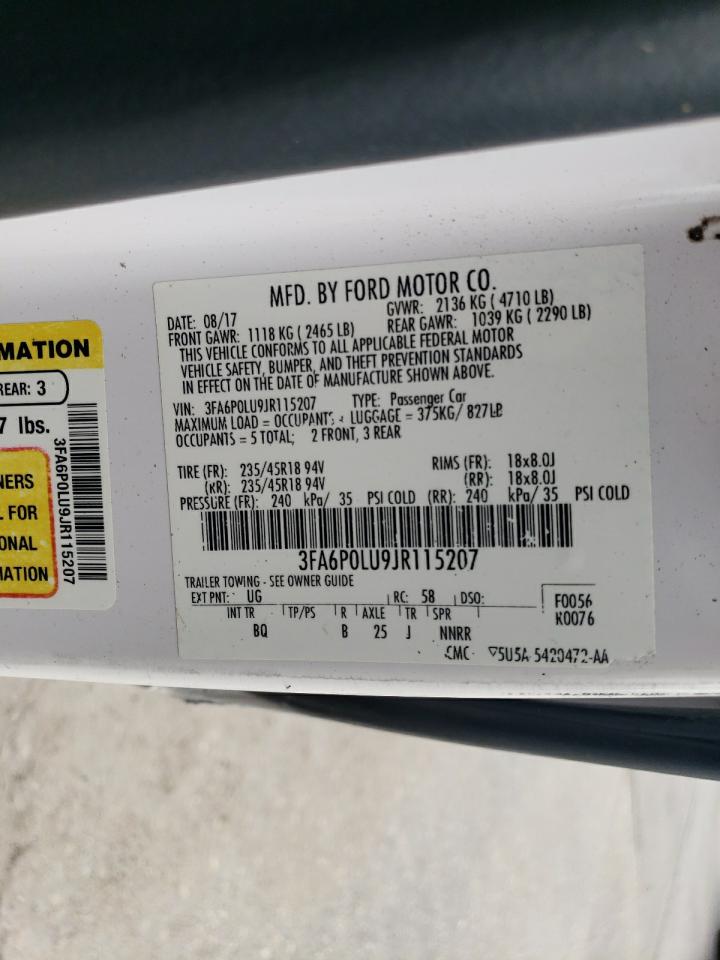 MFD. BY FORD MOTOR CO.
DATE: 08/17 GVWR: 2136 KG ( 4710 LB)
FRONT GAWR: 1118 KG ( 2465 LB) REAR GAWR: 1039 KG ( 2290 LB)
THIS VEHICLE CONFORMS TO ALL APPLICABLE FEDERAL MOTOR
VEHICLE SAFETY, BUMPER, AND THEFT PREVENTION STANDARDS
IN EFFECT ON THE DATE OF MANUFACTURE SHOWN ABOVE.
VIN: 3FA6P0LU9JR115207 TYPE: Passenger Car
MAXIMUM LOAD = OCCUPANTS + LUGGAGE = 375KG/ 827LB
OCCUPANTS = 5 TOTAL; 2 FRONT, 3 REAR
TIRE (FR): 235/45R18 94V RIMS (FR): 18x8.0J
(RR): 235/45R18 94V (RR): 18x8.0J
PRESSURE (FR): 240 kPa/ 35 PSI COLD (RR): 240 kPa/ 35 PSI COLD
3FA6P0LU9JR115207
TRAILER TOWING - SEE OWNER GUIDE
EXT PNT: UG RC: 58 DSO:
F0056
K0076
INT TR TP/PS R AXLE TR SPR
BQ B 25 J NNRR
5U5A 5420472-AA
MATION
REAR: 3
7 lbs.
NERS
L FOR
ONAL
MATION
3FA6P0LU9JR115207